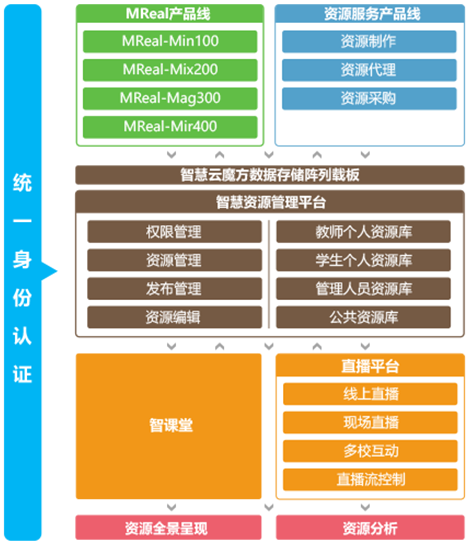 统一身份认证
MReal产品线
MReal-Min100
MReal-Mix200
MReal-Mag300
MReal-Mir400
资源服务产品线
资源制作
资源代理
资源采购
智慧云魔方数据存储阵列载板
智慧资源管理平台
权限管理
资源管理
发布管理
资源编辑
教师个人资源库
学生个人资源库
管理人员资源库
公共资源库
智课堂
直播平台
线上直播
现场直播
多校互动
直播流控制
资源全景呈现
资源分析